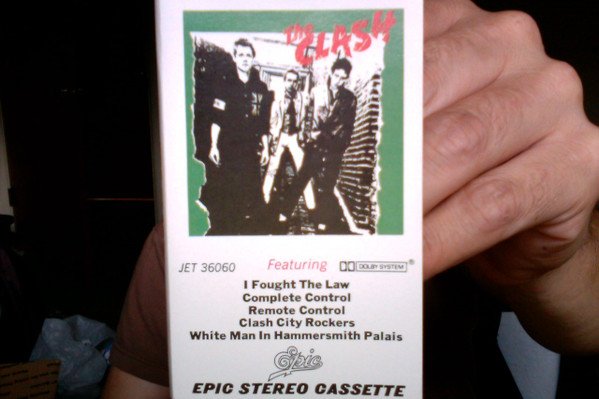 The
CLASH
JET 36060 Featuring DOLBY SYSTEM®
I Fought The Law
Complete Control
Remote Control
Clash City Rockers
White Man In Hammersmith Palais
Epic
EPIC STEREO CASSETTE